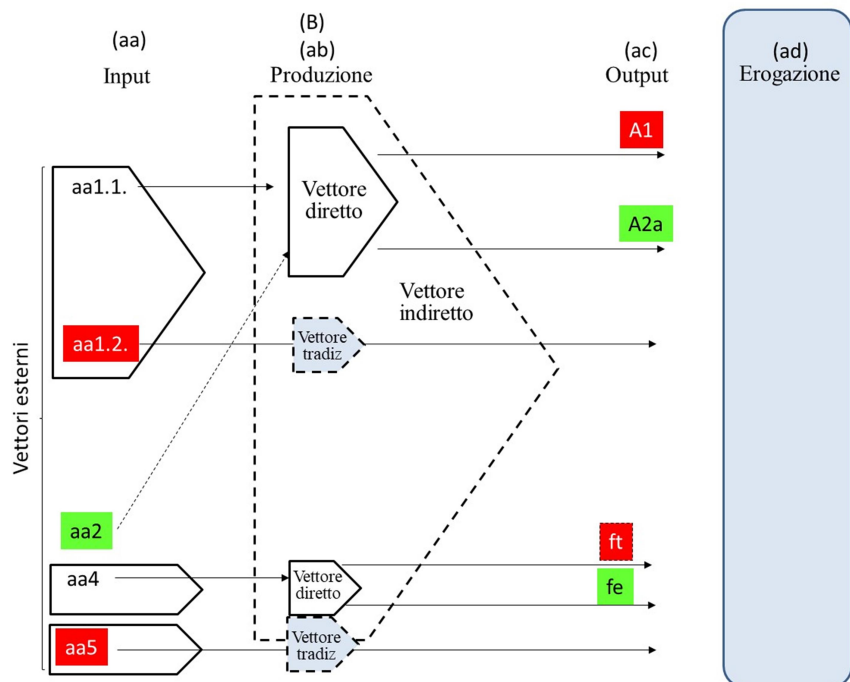 (aa)
Input
(B)
(ab)
Produzione
(ac)
Output
(ad)
Erogazione
A1
aa1.1.
Vettore
diretto
A2a
Vettore
indiretto
aa1.2.
Vettore
tradiz
Vettori esterni
aa2
ft
aa4
Vettore
diretto
fe
aa5
Vettore
tradiz